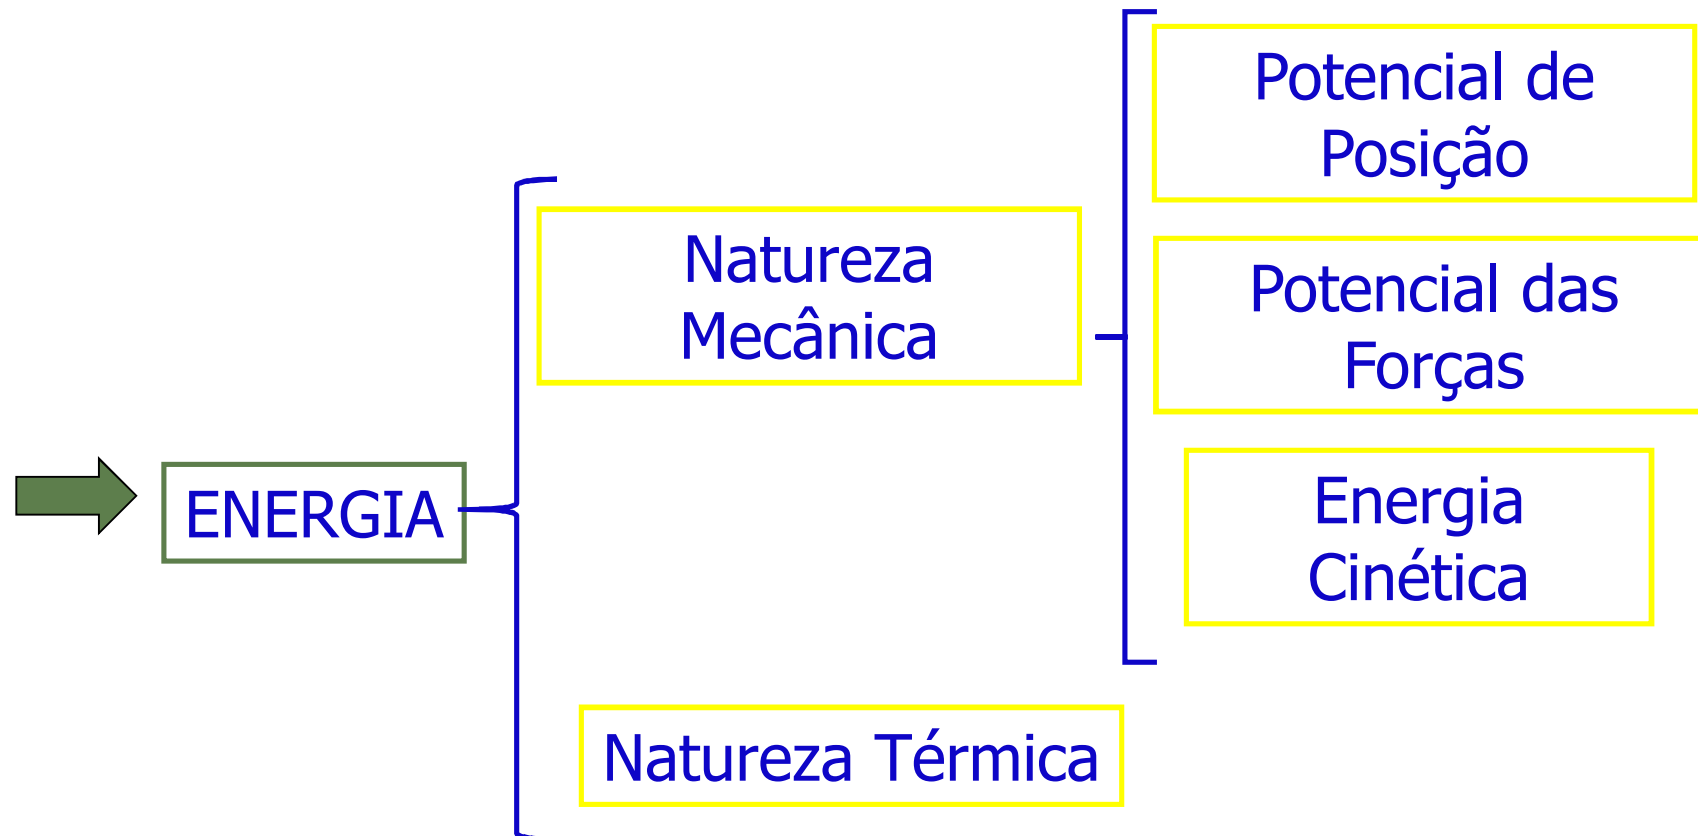 ENERGIA
Natureza
Mecânica
Potencial de
Posição
Potencial das
Forças
Energia
Cinética
Natureza Térmica